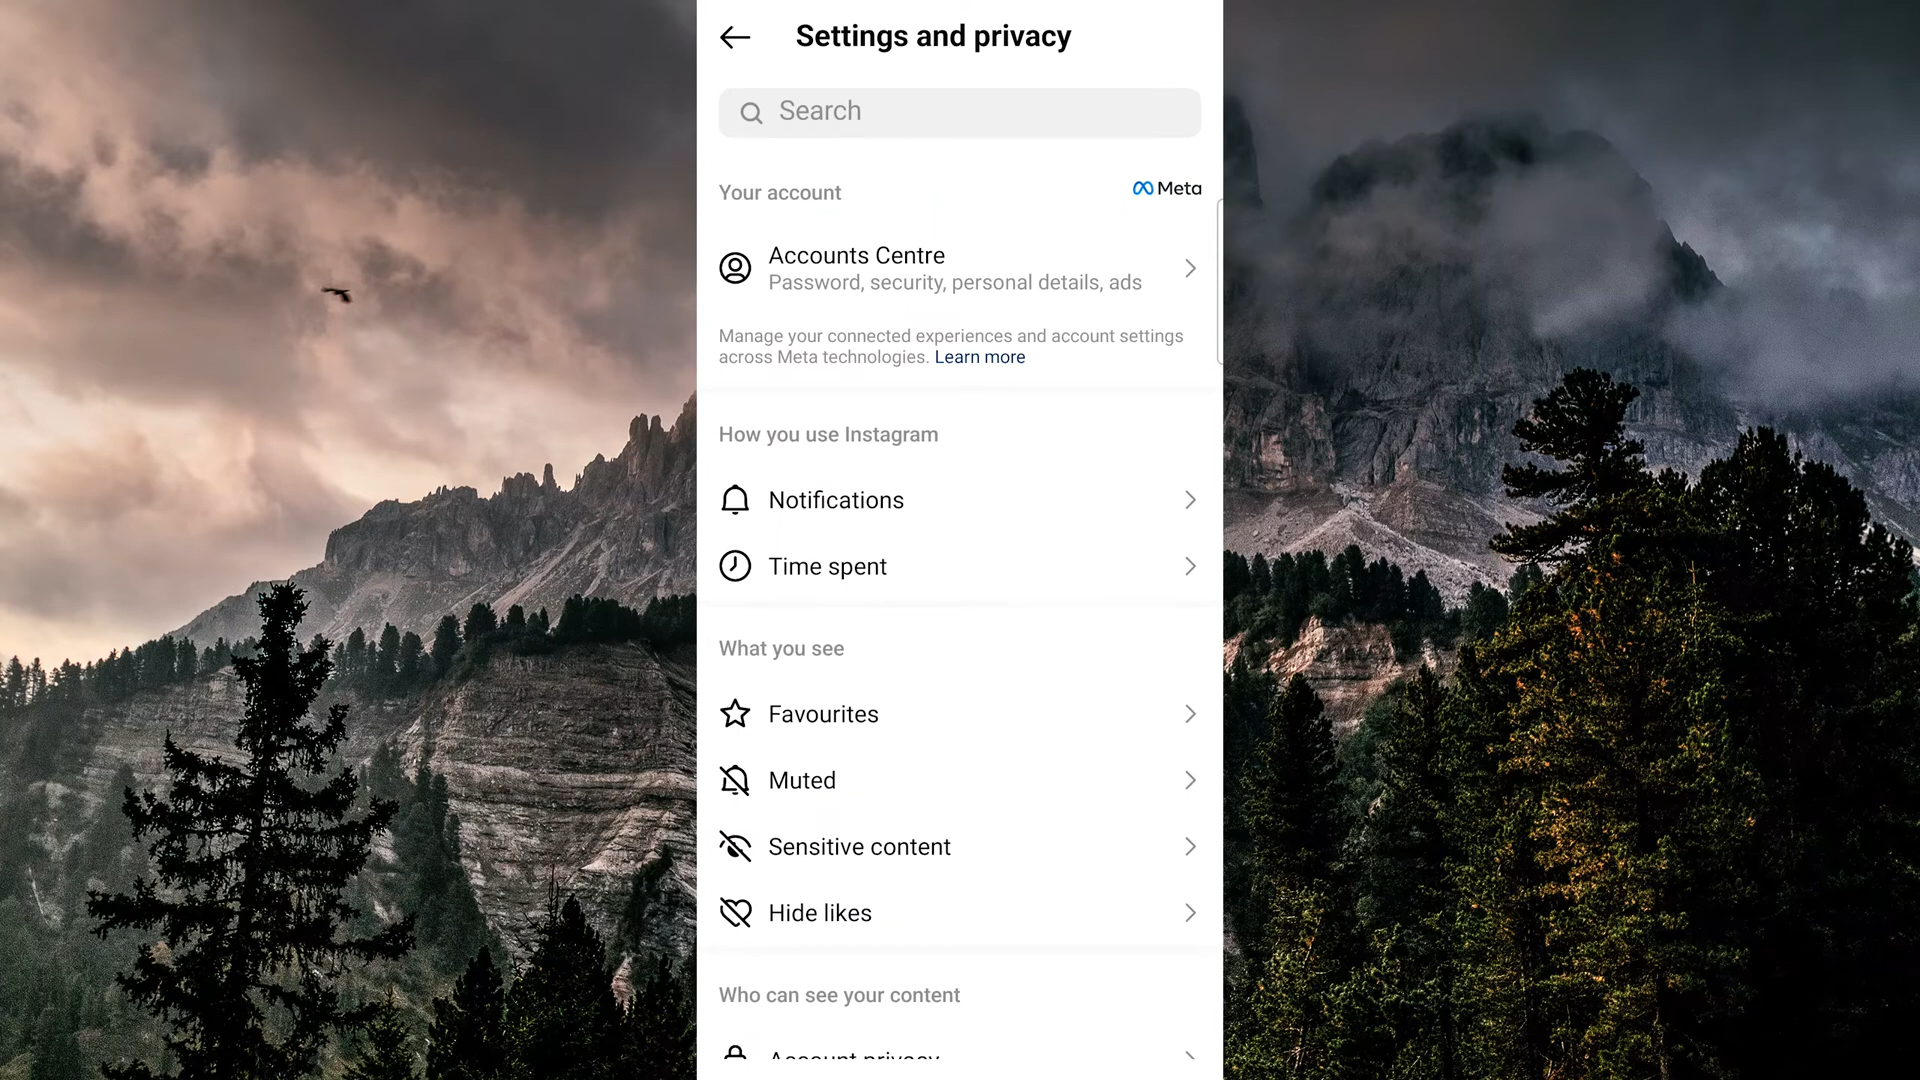 Settings and privacy
Search
Your account
Meta
Accounts Centre
Password, security, personal details, ads
Manage your connected experiences and account settings
across Meta technologies. Learn more
How you use Instagram
Notifications
Time spent
What you see
Favourites
Muted
Sensitive content
Hide likes
Who can see your content
Account privacy